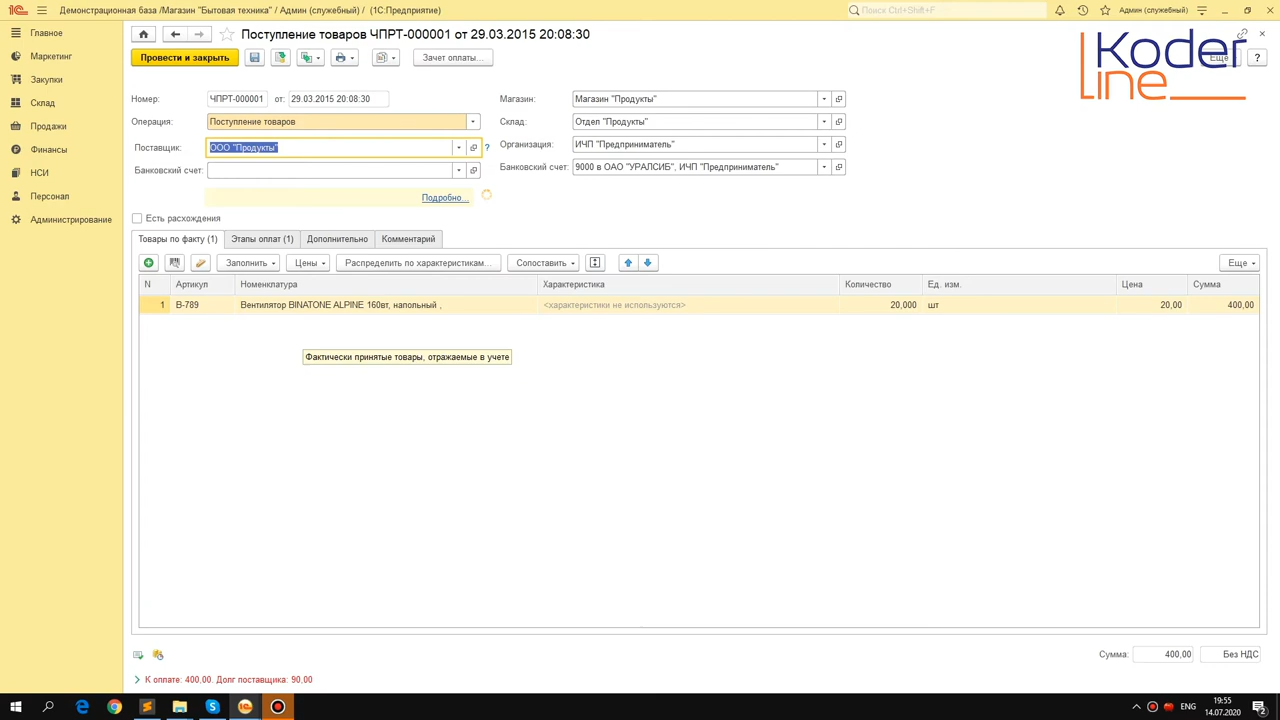 1С Демонстрационная база /Магазин "Бытовая техника" / Админ (служебный) / (1С:Предприятие)
Поиск Ctrl+Shift+F
Админ (служебный)
Главное
Маркетинг
Закупки
Склад
Продажи
Финансы
НСИ
Персонал
Администрирование
Поступление товаров ЧПРТ-000001 от 29.03.2015 20:08:30
Koder
line
Провести и закрыть
Зачет оплаты...
Еще
?
Номер: ЧПРТ-000001 от: 29.03.2015 20:08:30
Магазин: Магазин "Продукты"
Операция: Поступление товаров
Склад: Отдел "Продукты"
Поставщик: ООО "Продукты" ?
Организация: ИЧП "Предприниматель"
Банковский счет:
Банковский счет: 9000 в ОАО "УРАЛСИБ", ИЧП "Предприниматель"
Подробно...
Есть расхождения
Товары по факту (1) Этапы оплат (1) Дополнительно Комментарий
Заполнить Цены Распределить по характеристикам... Сопоставить Еще
N Артикул Номенклатура Характеристика Количество Ед. изм. Цена Сумма
1 В-789 Вентилятор BINATONE ALPINE 160вт, напольный , <характеристики не используются> 20,000 шт 20,00 400,00
Фактически принятые товары, отражаемые в учете
Сумма: 400,00 Без НДС
К оплате: 400,00. Долг поставщика: 90,00
ENG
19:55
14.07.2020
2